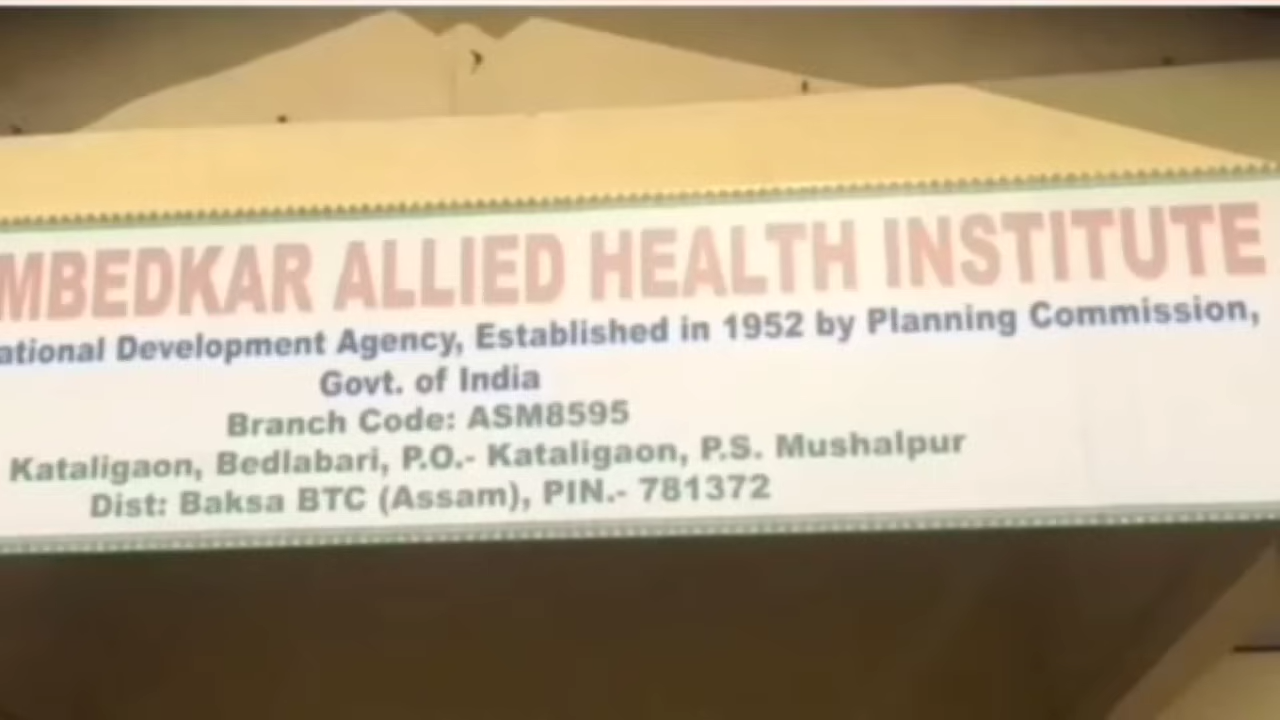 MBEDKAR ALLIED HEALTH INSTITUTE
ational Development Agency, Established in 1952 by Planning Commission,
Govt. of India
Branch Code: ASM8595
Kataligaon, Bedlabari, P.O.- Kataligaon, P.S. Mushalpur
Dist: Baksa BTC (Assam), PIN.- 781372